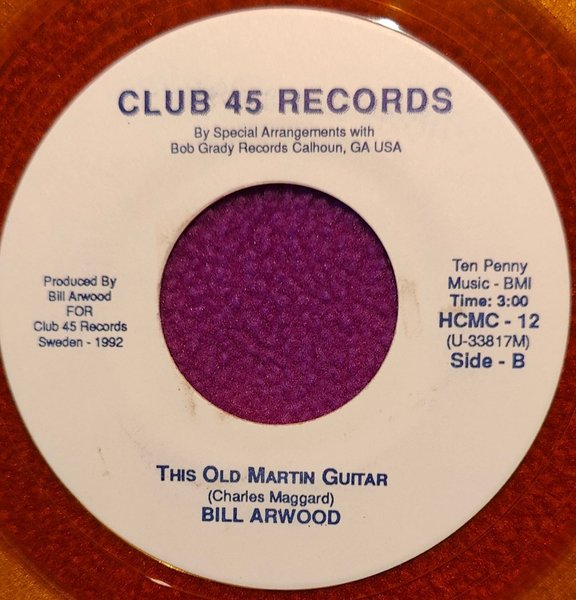 CLUB 45 RECORDS
By Special Arrangements with
Bob Grady Records Calhoun, GA USA
Produced By
Bill Arwood
FOR
Club 45 Records
Sweden - 1992
Ten Penny
Music - BMI
Time: 3:00
HCMC - 12
(U-33817M)
Side - B
THIS OLD MARTIN GUITAR
(Charles Maggard)
BILL ARWOOD